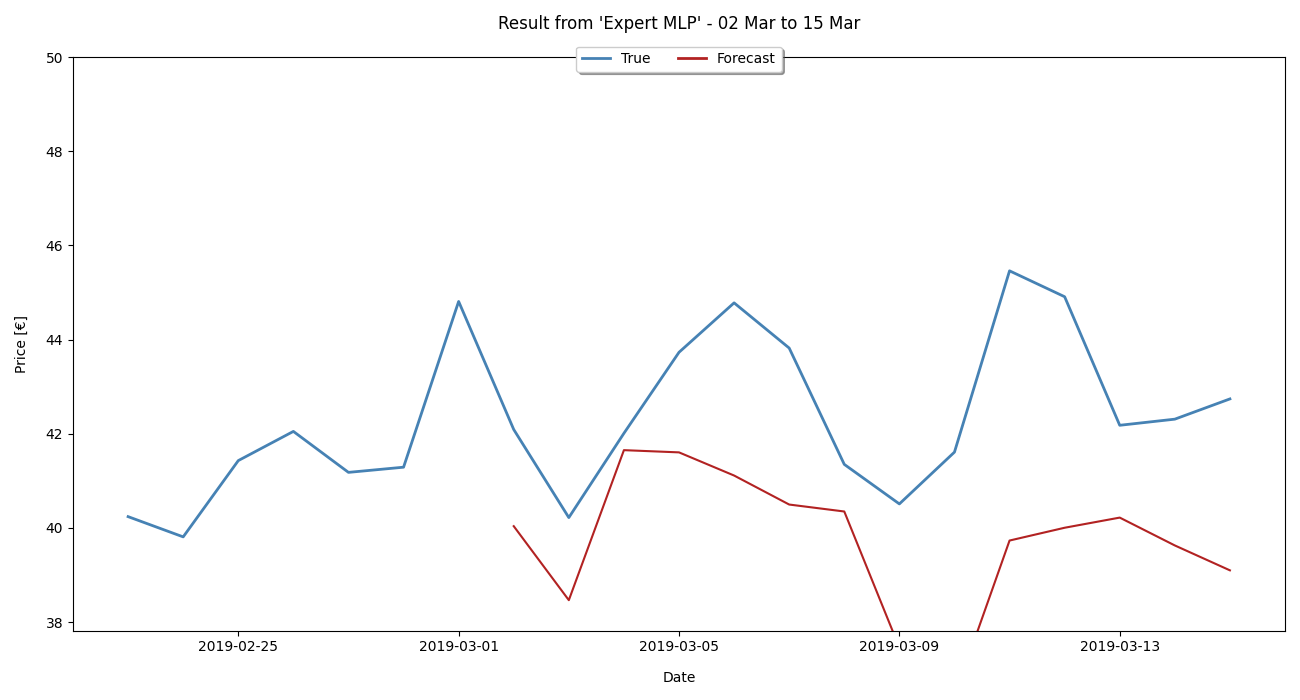 Result from 'Expert MLP' - 02 Mar to 15 Mar
True Forecast
50
48
46
44
42
40
38
Price [€]
2019-02-25 2019-03-01 2019-03-05 2019-03-09 2019-03-13
Date